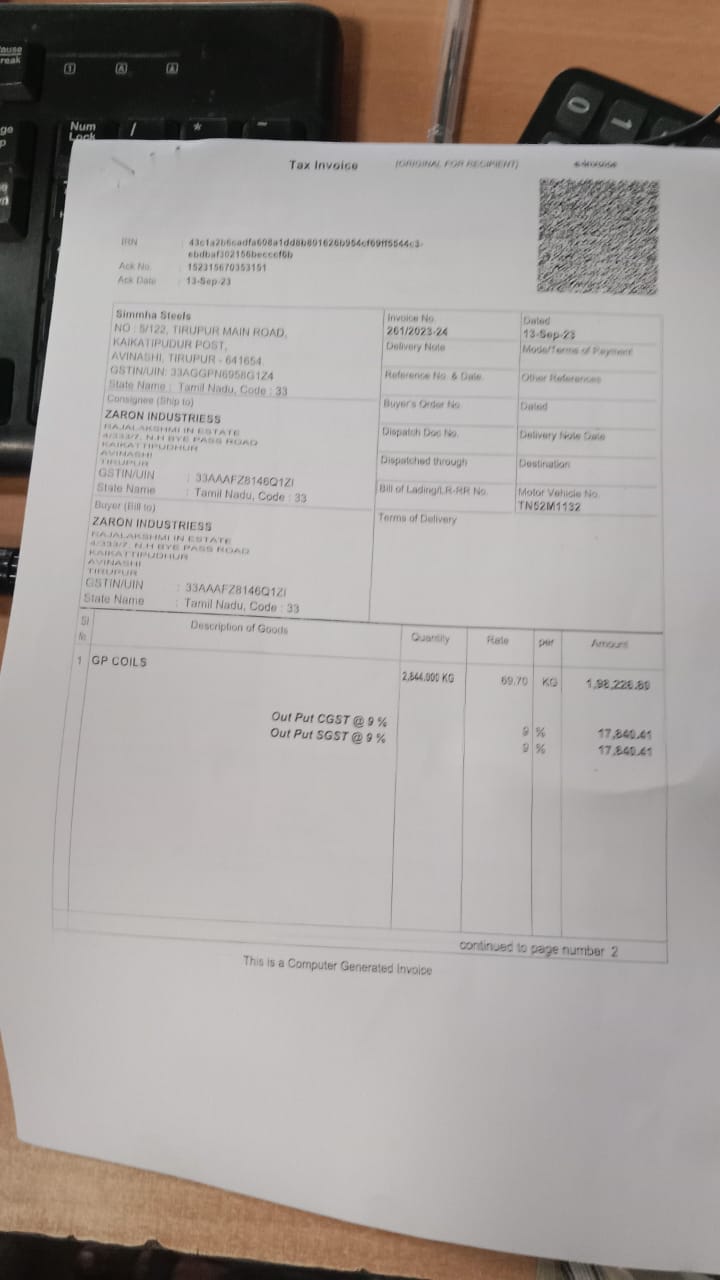 Pause
Break
Num
Lock
/
*
-
0
1
Tax Invoice
(ORIGINAL FOR RECIPIENT)
e-Invoice
IRN : 43c1a2b6cadfa608a1dd8b801626b954cf69ff5544c3-
ebdbaf302156becccf6b
Ack No. : 152315670353151
Ack Date : 13-Sep-23
Simmha Steels
NO : 5/122, TIRUPUR MAIN ROAD,
KAIKATIPUDUR POST,
AVINASHI, TIRUPUR - 641654.
GSTIN/UIN: 33AGGPN6958G1Z4
State Name : Tamil Nadu, Code : 33
Invoice No.
261/2023-24
Dated
13-Sep-23
Delivery Note
Mode/Terms of Payment
Reference No. & Date.
Other References
Consignee (Ship to)
ZARON INDUSTRIESS
RAJALAKSHMI IN ESTATE
4/333/7, N.H BYE PASS ROAD
KAIKATTIPUDHUR
AVINASHI
TIRUPUR
GSTIN/UIN : 33AAAFZ8146Q1ZI
State Name : Tamil Nadu, Code : 33
Buyer's Order No.
Dated
Dispatch Doc No.
Delivery Note Date
Dispatched through
Destination
Bill of Lading/LR-RR No.
Motor Vehicle No.
TN52M1132
Buyer (Bill to)
ZARON INDUSTRIESS
RAJALAKSHMI IN ESTATE
4/333/7, N.H BYE PASS ROAD
KAIKATTIPUDHUR
AVINASHI
TIRUPUR
GSTIN/UIN : 33AAAFZ8146Q1ZI
State Name : Tamil Nadu, Code : 33
Terms of Delivery
Sl No. Description of Goods Quantity Rate per Amount
1 GP COILS 2,844.000 KG 69.70 KG 1,98,226.80
Out Put CGST @ 9 % 9 % 17,840.41
Out Put SGST @ 9 % 9 % 17,840.41
continued to page number 2
This is a Computer Generated Invoice